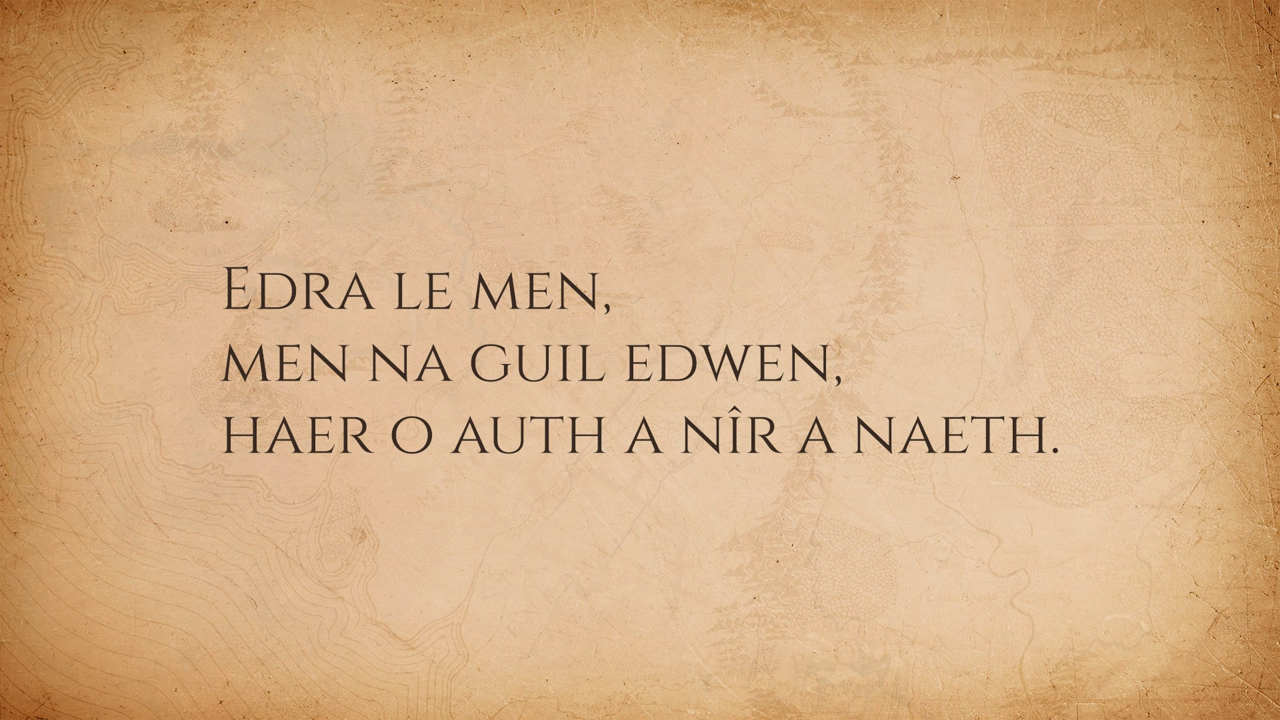 Edra le men,
men na guil edwen,
haer o auth a nîr a naeth.